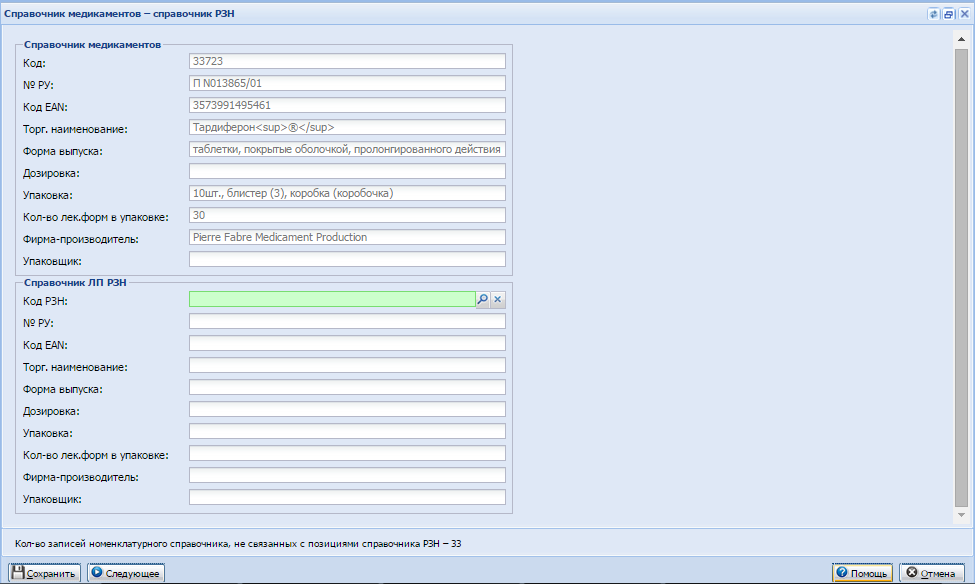 Справочник медикаментов – справочник РЗН
Справочник медикаментов
Код: 33723
№ РУ: П N013865/01
Код EAN: 3573991495461
Торг. наименование: Тардиферон<sup>®</sup>
Форма выпуска: таблетки, покрытые оболочкой, пролонгированного действия
Дозировка:
Упаковка: 10шт., блистер (3), коробка (коробочка)
Кол-во лек.форм в упаковке: 30
Фирма-производитель: Pierre Fabre Medicament Production
Упаковщик:
Справочник ЛП РЗН
Код РЗН:
№ РУ:
Код EAN:
Торг. наименование:
Форма выпуска:
Дозировка:
Упаковка:
Кол-во лек.форм в упаковке:
Фирма-производитель:
Упаковщик:
Кол-во записей номенклатурного справочника, не связанных с позициями справочника РЗН – 33
Сохранить Следующее Помощь Отмена